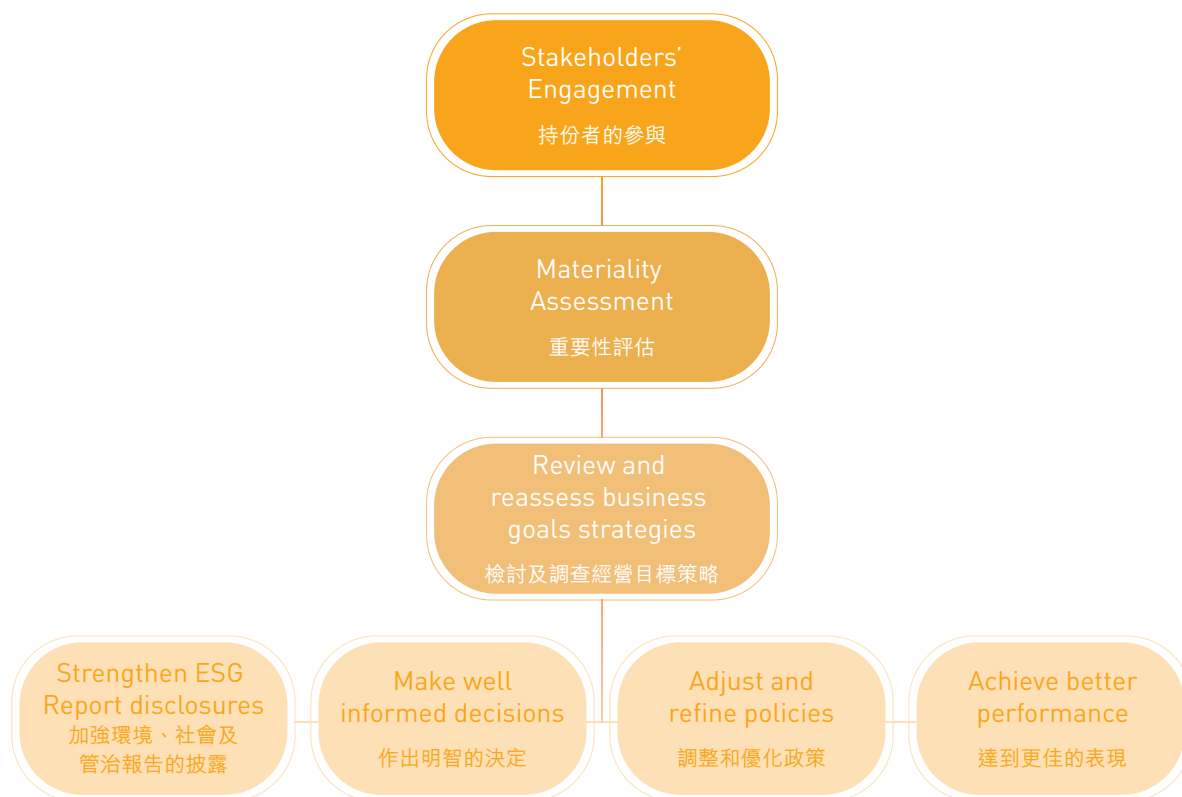 Stakeholders’
Engagement
持份者的參與
Materiality
Assessment
重要性評估
Review and
reassess business
goals strategies
檢討及調查經營目標策略
Strengthen ESG
Report disclosures
加強環境、社會及
管治報告的披露
Make well
informed decisions
作出明智的決定
Adjust and
refine policies
調整和優化政策
Achieve better
performance
達到更佳的表現